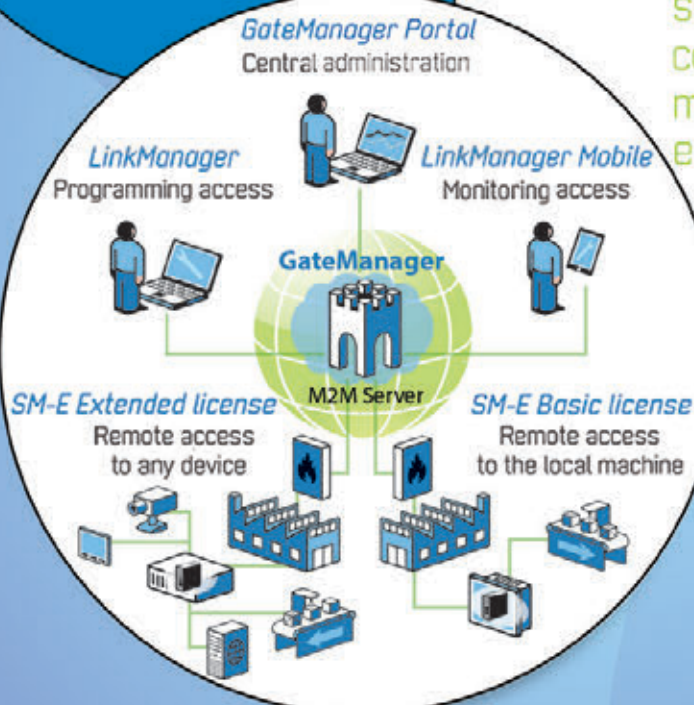 GateManager Portal
Central administration
LinkManager
Programming access
LinkManager Mobile
Monitoring access
GateManager
M2M Server
SM-E Extended license
Remote access
to any device
SM-E Basic license
Remote access
to the local machine